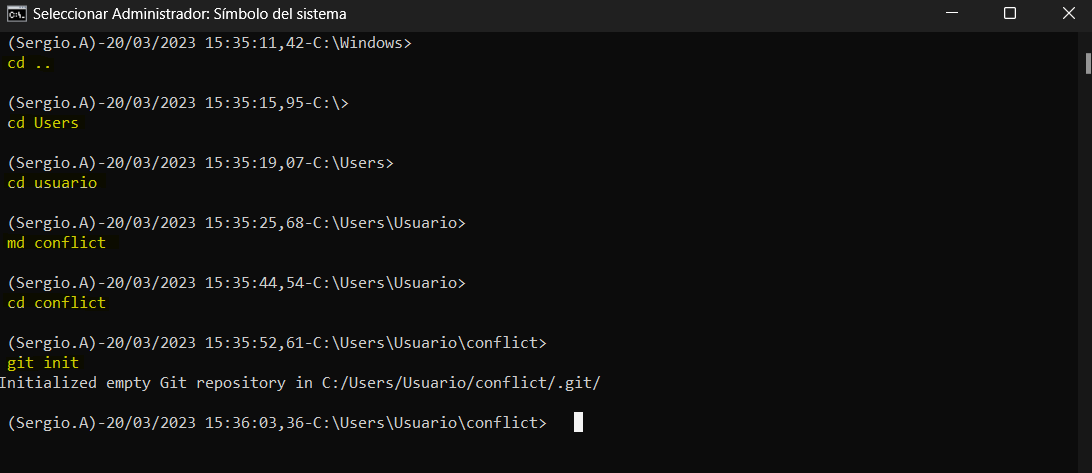 Seleccionar Administrador: Símbolo del sistema
(Sergio.A)-20/03/2023 15:35:11,42-C:\Windows>
cd ..
(Sergio.A)-20/03/2023 15:35:15,95-C:\>
cd Users
(Sergio.A)-20/03/2023 15:35:19,07-C:\Users>
cd usuario
(Sergio.A)-20/03/2023 15:35:25,68-C:\Users\Usuario>
md conflict
(Sergio.A)-20/03/2023 15:35:44,54-C:\Users\Usuario>
cd conflict
(Sergio.A)-20/03/2023 15:35:52,61-C:\Users\Usuario\conflict>
git init
Initialized empty Git repository in C:/Users/Usuario/conflict/.git/
(Sergio.A)-20/03/2023 15:36:03,36-C:\Users\Usuario\conflict>